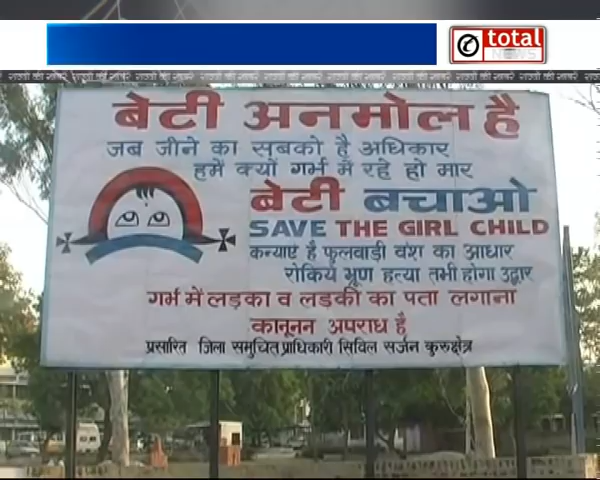 total
NEWS
बेटी अनमोल है
जब जीने का सबको है अधिकार
हमें क्यों गर्भ में रहे हो मार
बेटी बचाओ
SAVE THE GIRL CHILD
कन्याएं है फुलवाड़ी वंश का आधार
रोकिये भ्रूण हत्या तभी होगा उद्धार
गर्भ में लड़का व लड़की का पता लगाना
कानूनन अपराध है
प्रसारित जिला समुचित प्राधिकारी सिविल सर्जन कुरुक्षेत्र